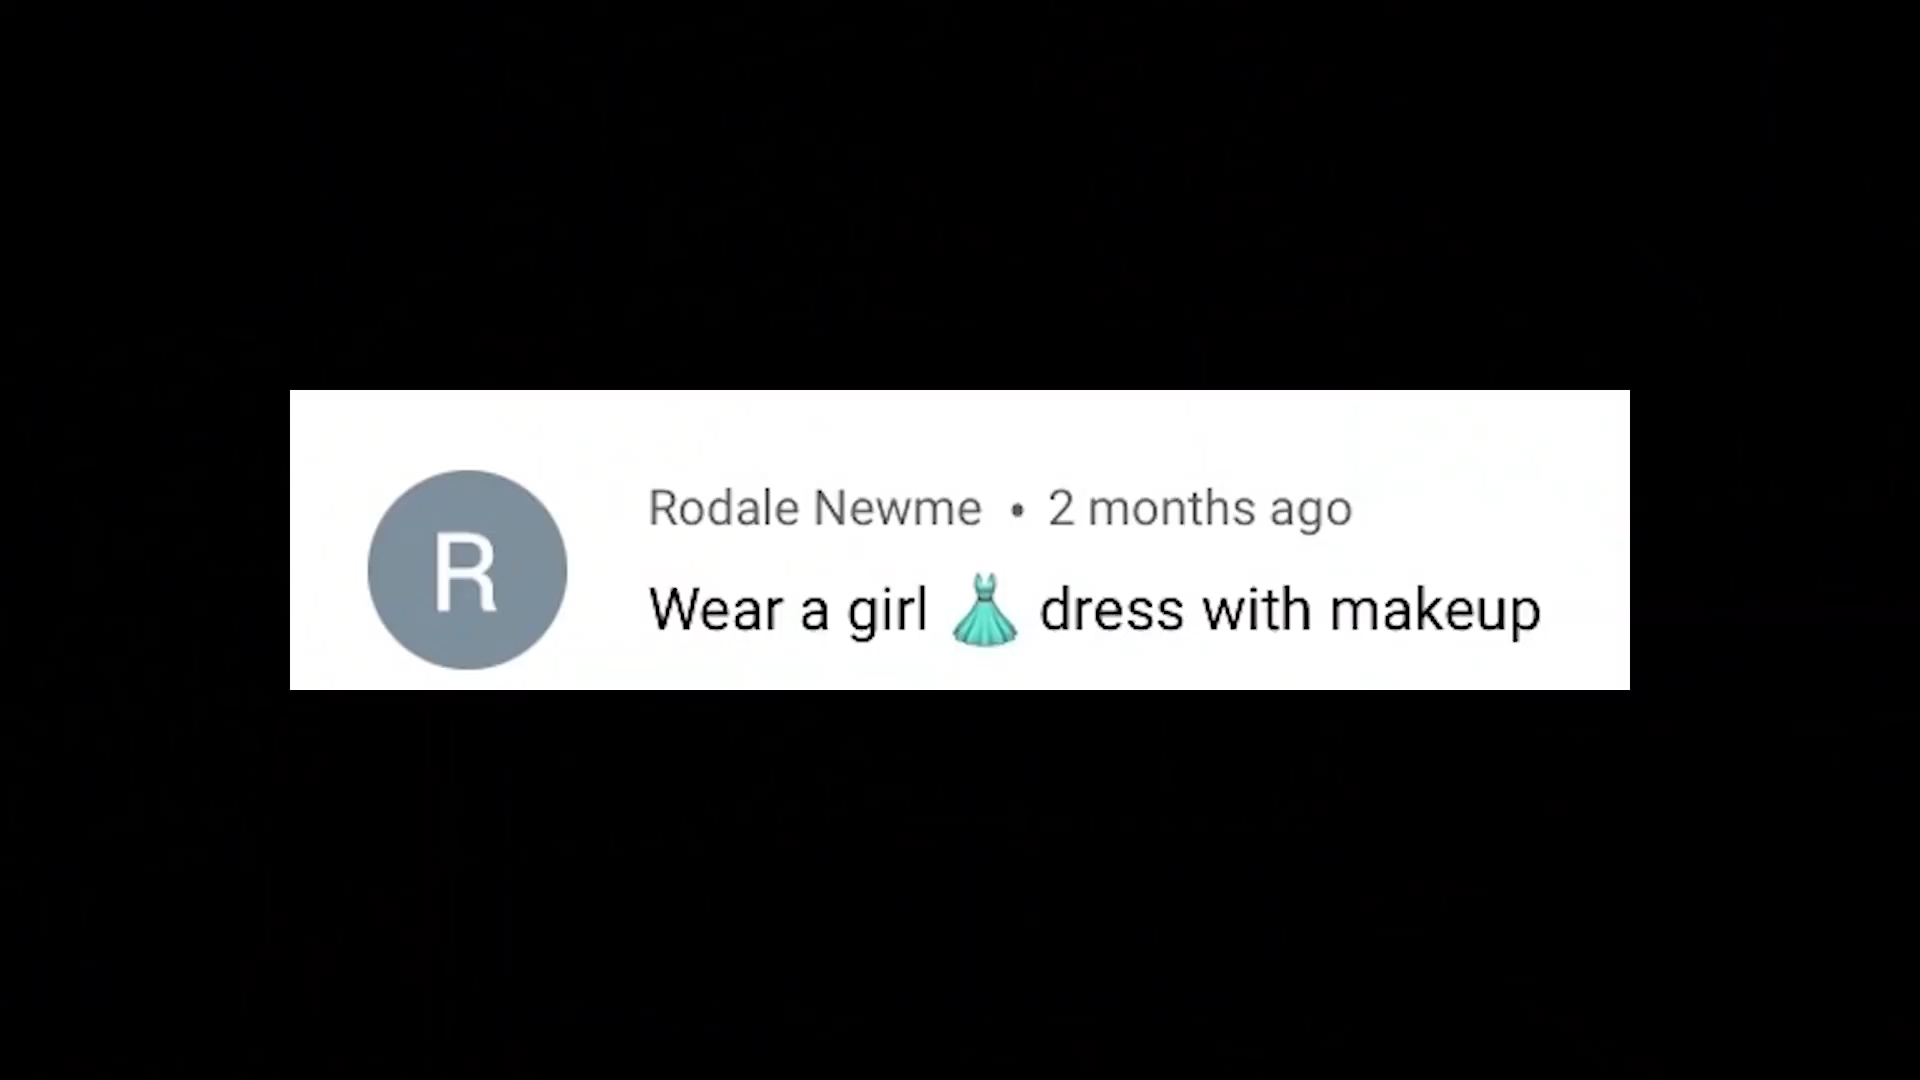 R
Rodale Newme • 2 months ago
Wear a girl 👗 dress with makeup